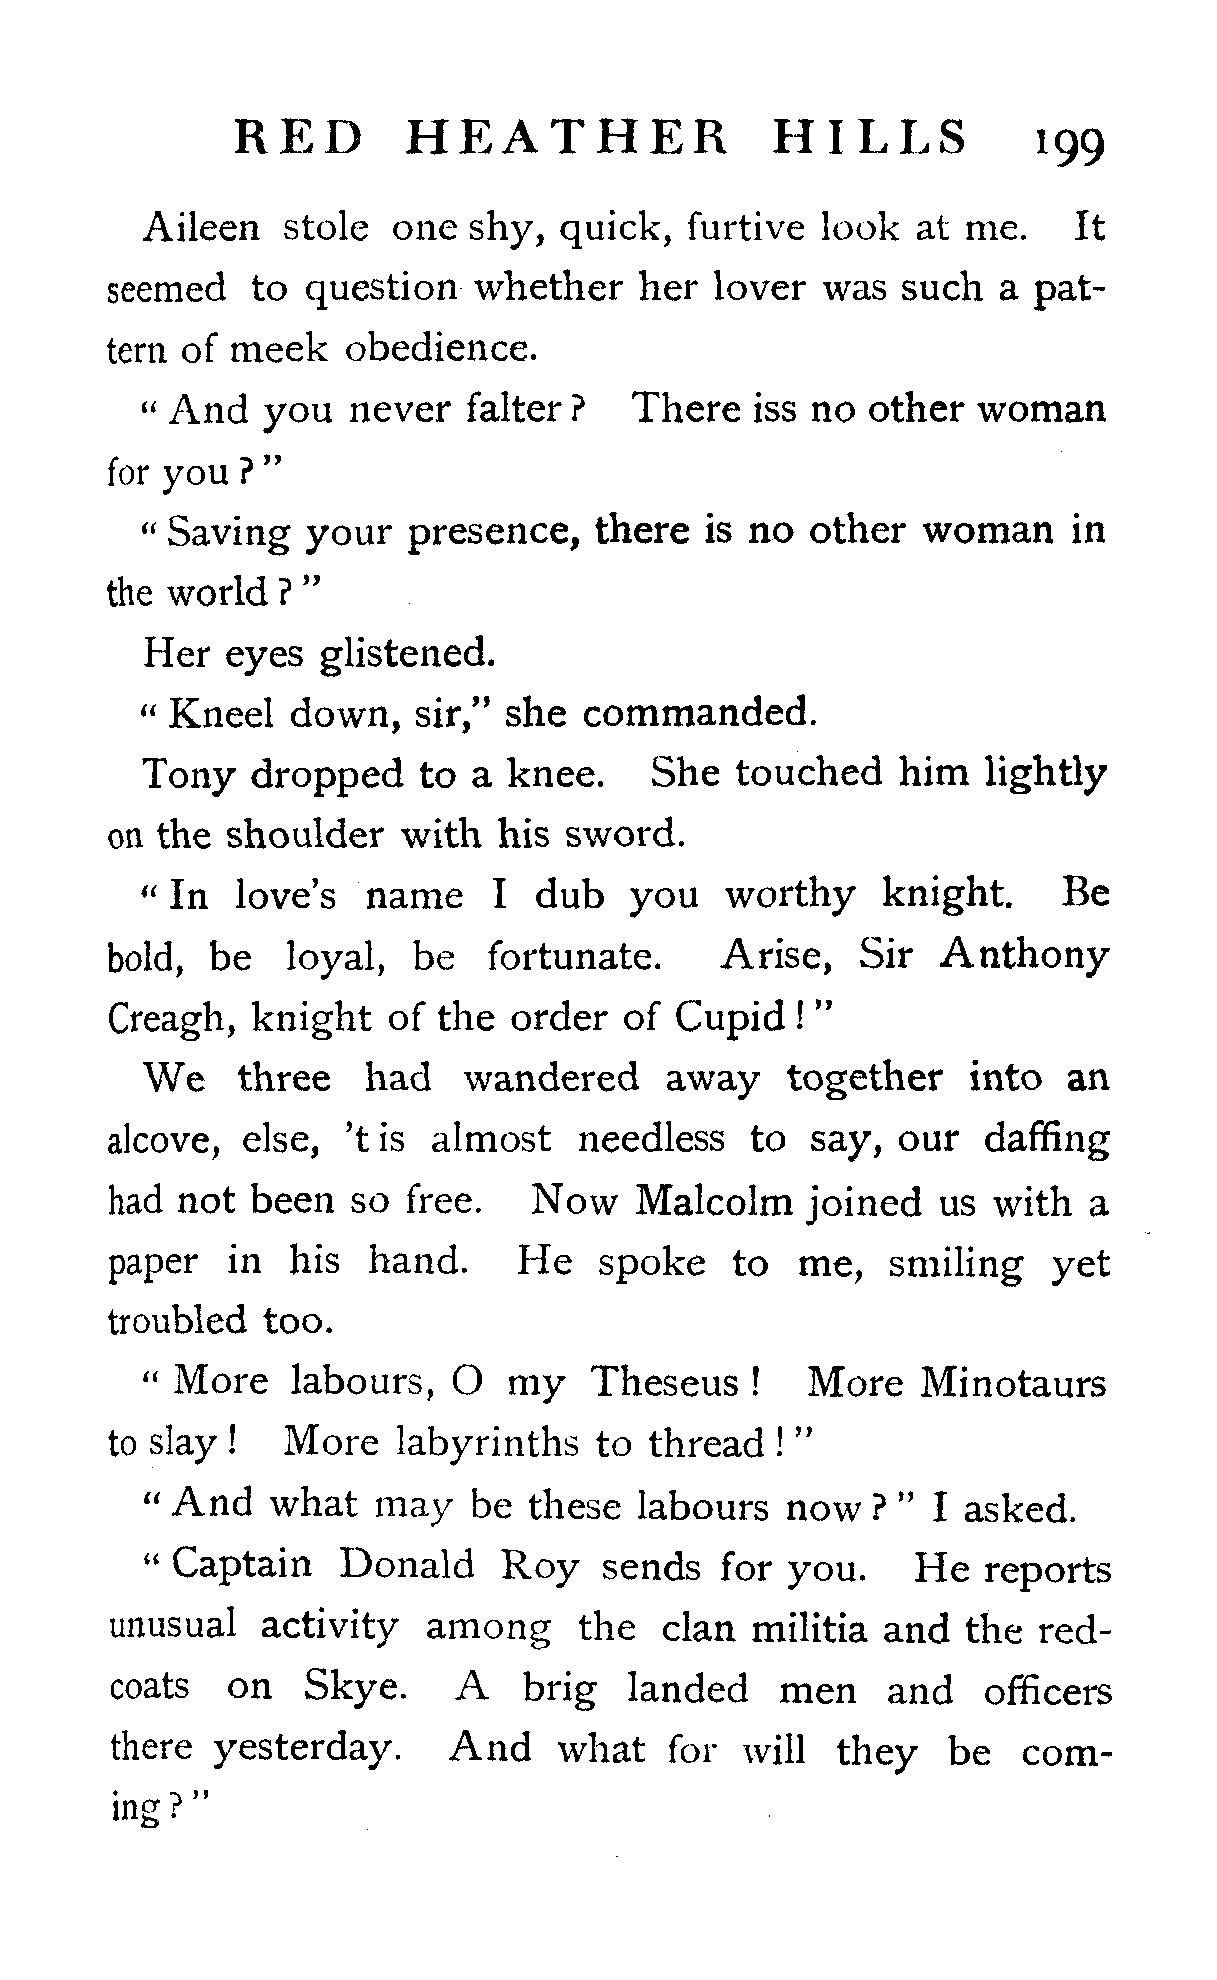 RED HEATHER HILLS 199
Aileen stole one shy, quick, furtive look at me. It
seemed to question whether her lover was such a pat-
tern of meek obedience.
“ And you never falter ? There iss no other woman
for you ? ”
“ Saving your presence, there is no other woman in
the world ? ”
Her eyes glistened.
“ Kneel down, sir,” she commanded.
Tony dropped to a knee. She touched him lightly
on the shoulder with his sword.
“ In love’s name I dub you worthy knight. Be
bold, be loyal, be fortunate. Arise, Sir Anthony
Creagh, knight of the order of Cupid ! ”
We three had wandered away together into an
alcove, else, ’t is almost needless to say, our daffing
had not been so free. Now Malcolm joined us with a
paper in his hand. He spoke to me, smiling yet
troubled too.
“ More labours, O my Theseus ! More Minotaurs
to slay ! More labyrinths to thread ! ”
“ And what may be these labours now ? ” I asked.
“ Captain Donald Roy sends for you. He reports
unusual activity among the clan militia and the red-
coats on Skye. A brig landed men and officers
there yesterday. And what for will they be com-
ing ? ”